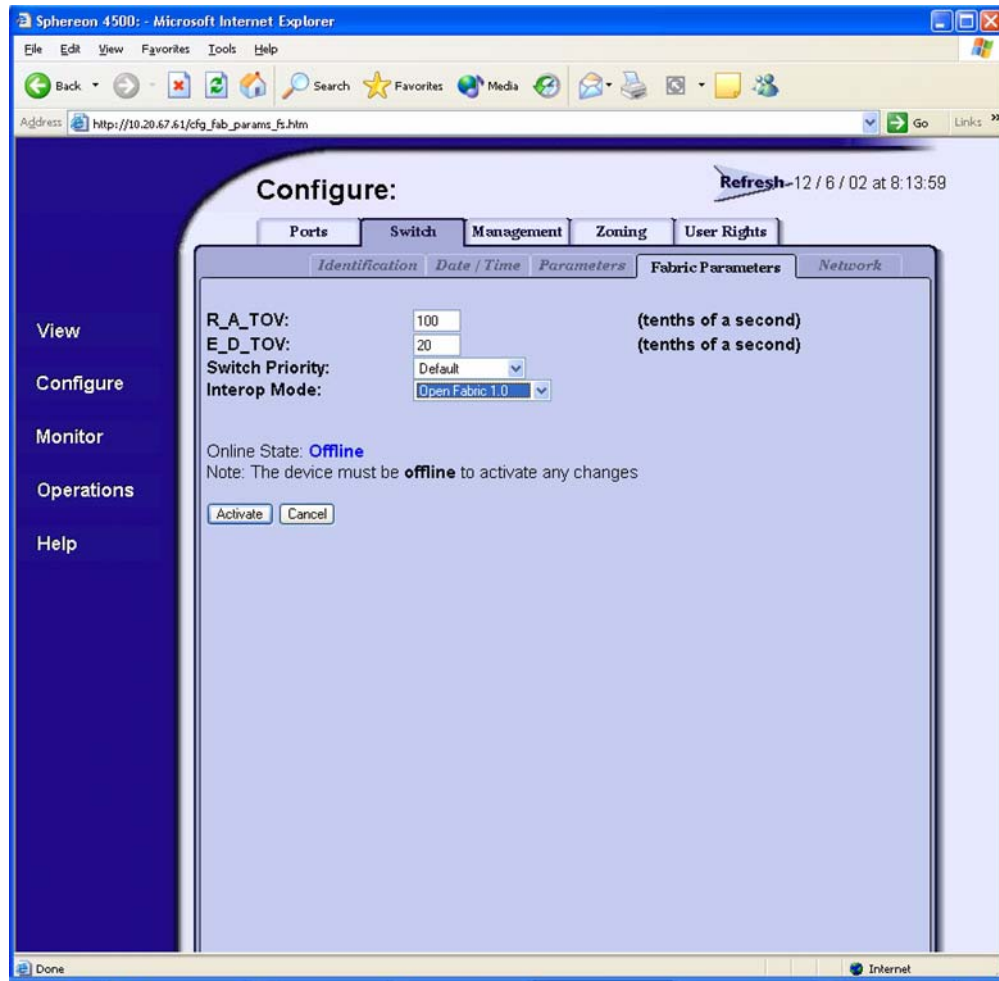 Sphereon 4500: - Microsoft Internet Explorer
File Edit View Favorites Tools Help
Back Search Favorites Media
Address http://10.20.67.61/cfg_fab_params_fs.htm Go Links »
Configure:
Refresh-12 / 6 / 02 at 8:13:59
Ports Switch Management Zoning User Rights
Identification Date / Time Parameters Fabric Parameters Network
View
Configure
Monitor
Operations
Help
R_A_TOV: 100 (tenths of a second)
E_D_TOV: 20 (tenths of a second)
Switch Priority: Default
Interop Mode: Open Fabric 1.0
Online State: Offline
Note: The device must be offline to activate any changes
Activate Cancel
Done Internet